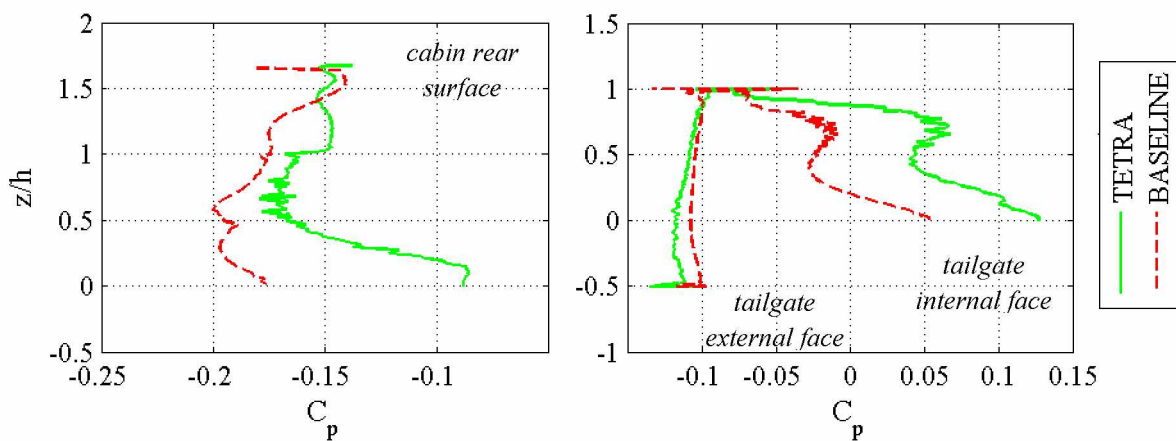 2
1.5
1
0.5
0
-0.5
z/h
-0.25
-0.2
-0.15
-0.1
C_p
cabin rear
surface
1.5
1
0.5
0
-0.5
-1
-0.1
-0.05
0
0.05
0.1
0.15
C_p
tailgate
external face
tailgate
internal face
TETRA
BASELINE